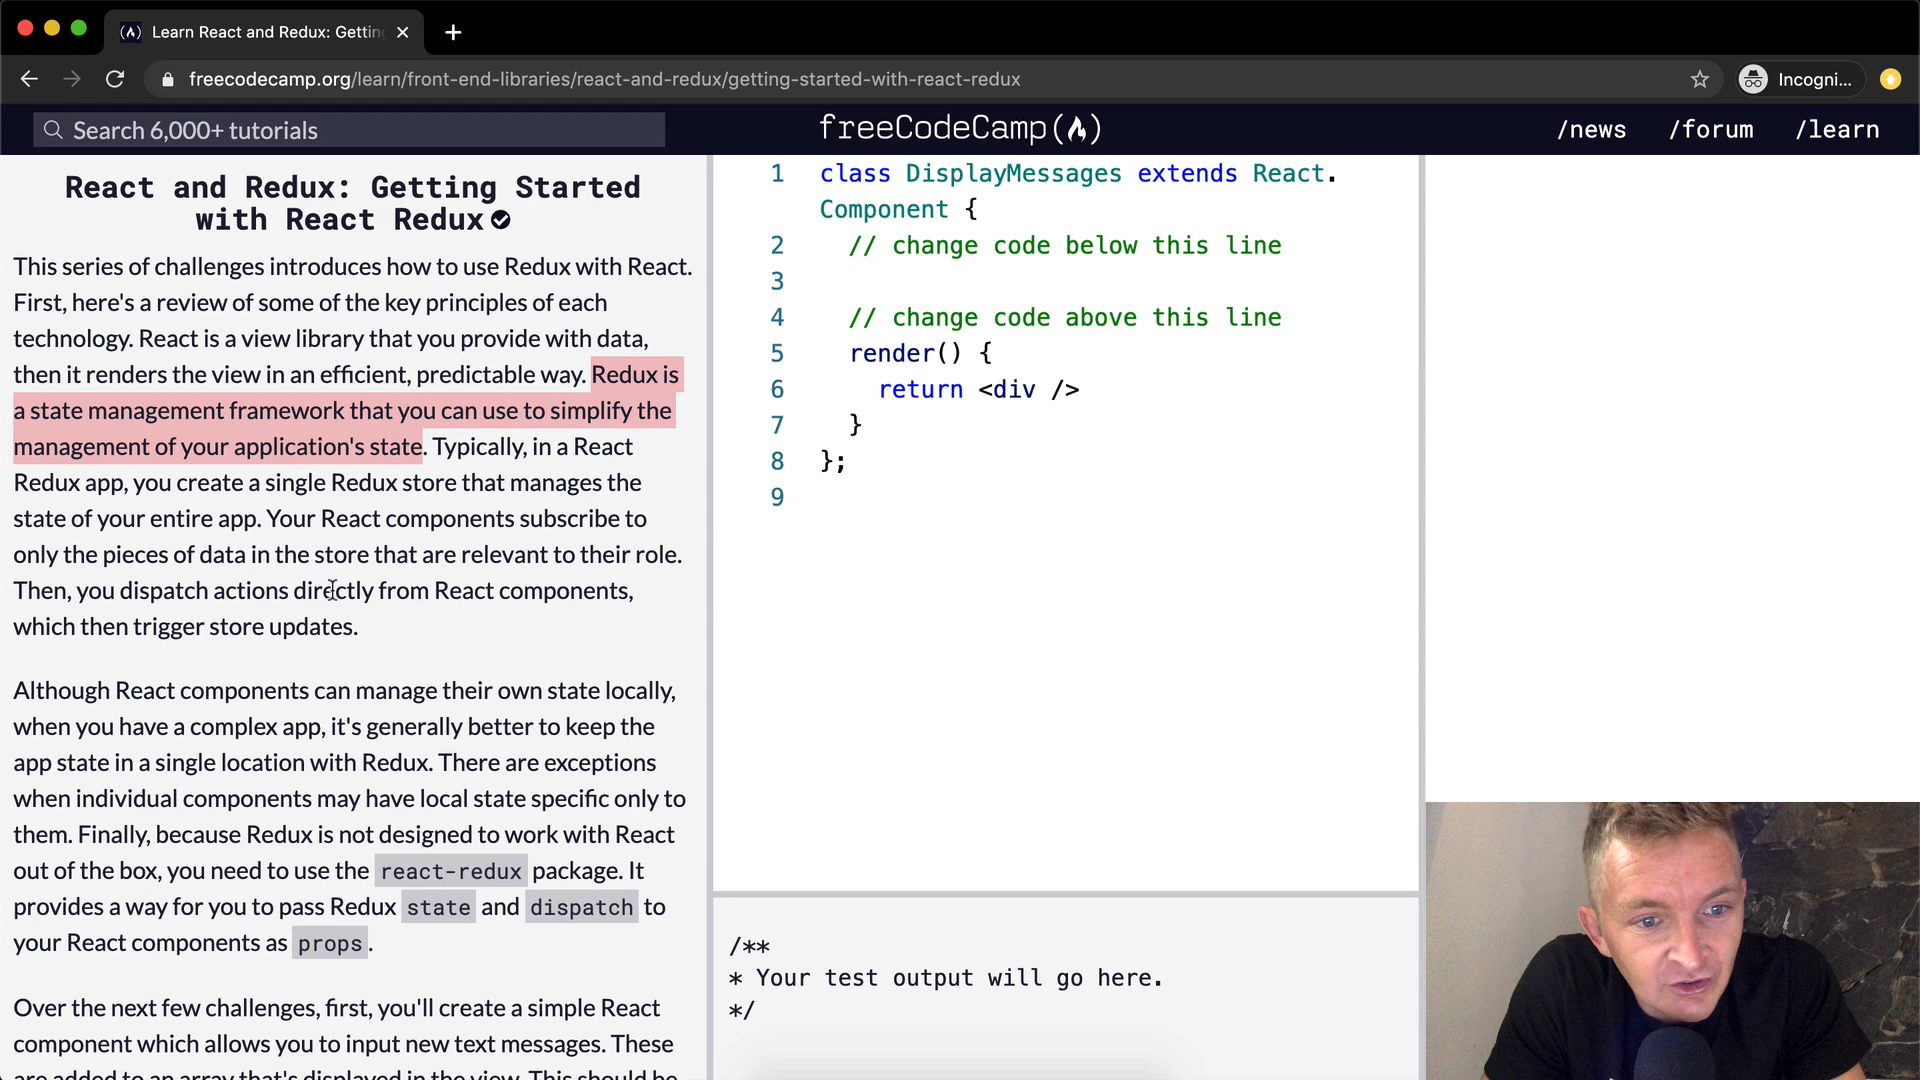 Learn React and Redux: Gettin
freecodecamp.org/learn/front-end-libraries/react-and-redux/getting-started-with-react-redux
Incogni...
Search 6,000+ tutorials
freeCodeCamp(🔥)
/news /forum /learn
React and Redux: Getting Started
with React Redux
This series of challenges introduces how to use Redux with React.
First, here's a review of some of the key principles of each
technology. React is a view library that you provide with data,
then it renders the view in an efficient, predictable way. Redux is
a state management framework that you can use to simplify the
management of your application's state. Typically, in a React
Redux app, you create a single Redux store that manages the
state of your entire app. Your React components subscribe to
only the pieces of data in the store that are relevant to their role.
Then, you dispatch actions directly from React components,
which then trigger store updates.
Although React components can manage their own state locally,
when you have a complex app, it's generally better to keep the
app state in a single location with Redux. There are exceptions
when individual components may have local state specific only to
them. Finally, because Redux is not designed to work with React
out of the box, you need to use the react-redux package. It
provides a way for you to pass Redux state and dispatch to
your React components as props.
Over the next few challenges, first, you'll create a simple React
component which allows you to input new text messages. These
are added to an array that's displayed in the view. This should be
1 class DisplayMessages extends React.
Component {
2 // change code below this line
3
4 // change code above this line
5 render() {
6 return <div />
7 }
8 };
9
/**
* Your test output will go here.
*/